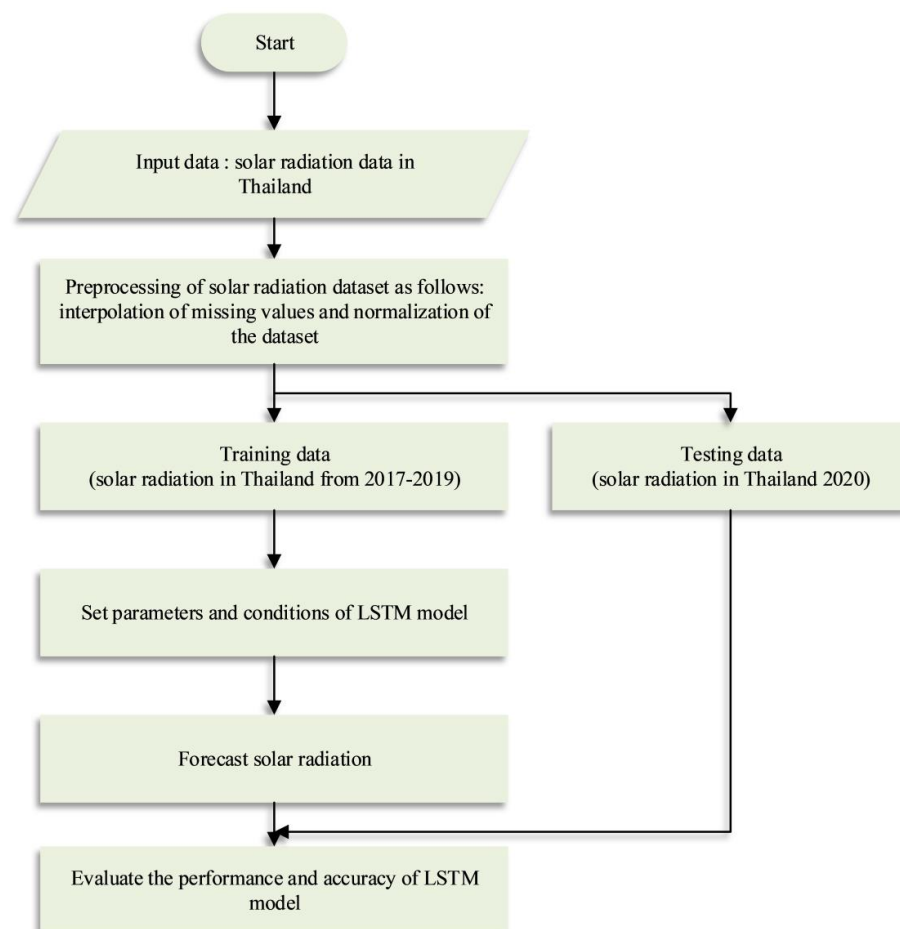 Start
Input data : solar radiation data in
Thailand
Preprocessing of solar radiation dataset as follows:
interpolation of missing values and normalization of
the dataset
Training data
(solar radiation in Thailand from 2017-2019)
Testing data
(solar radiation in Thailand 2020)
Set parameters and conditions of LSTM model
Forecast solar radiation
Evaluate the performance and accuracy of LSTM
model